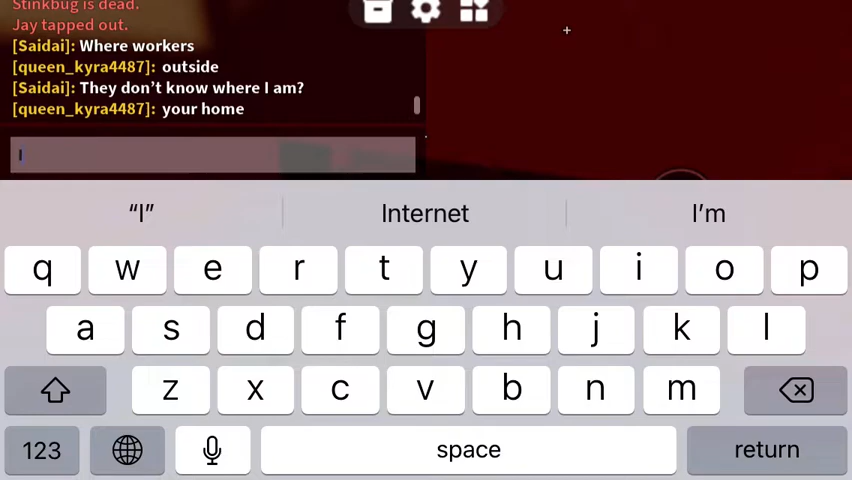 Stinkbug is dead.
Jay tapped out.
[Saidai]: Where workers
[queen_kyra4487]: outside
[Saidai]: They don’t know where I am?
[queen_kyra4487]: your home
I
“I” Internet I’m
q w e r t y u i o p
a s d f g h j k l
z x c v b n m
123 space return